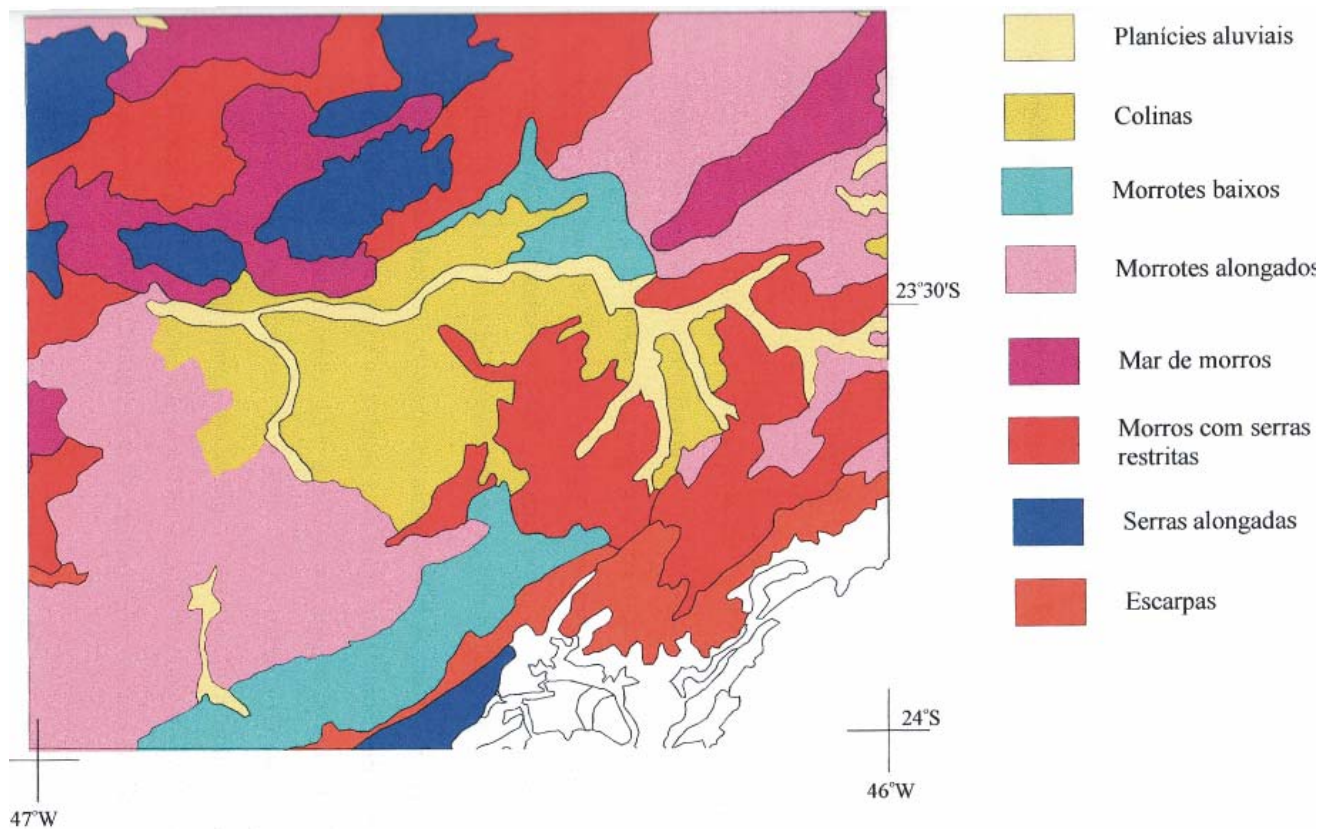 Planícies aluviais
Colinas
Morrotes baixos
Morrotes alongados
Mar de morros
Morros com serras
restritas
Serras alongadas
Escarpas
23°30'S
24°S
47°W
46°W